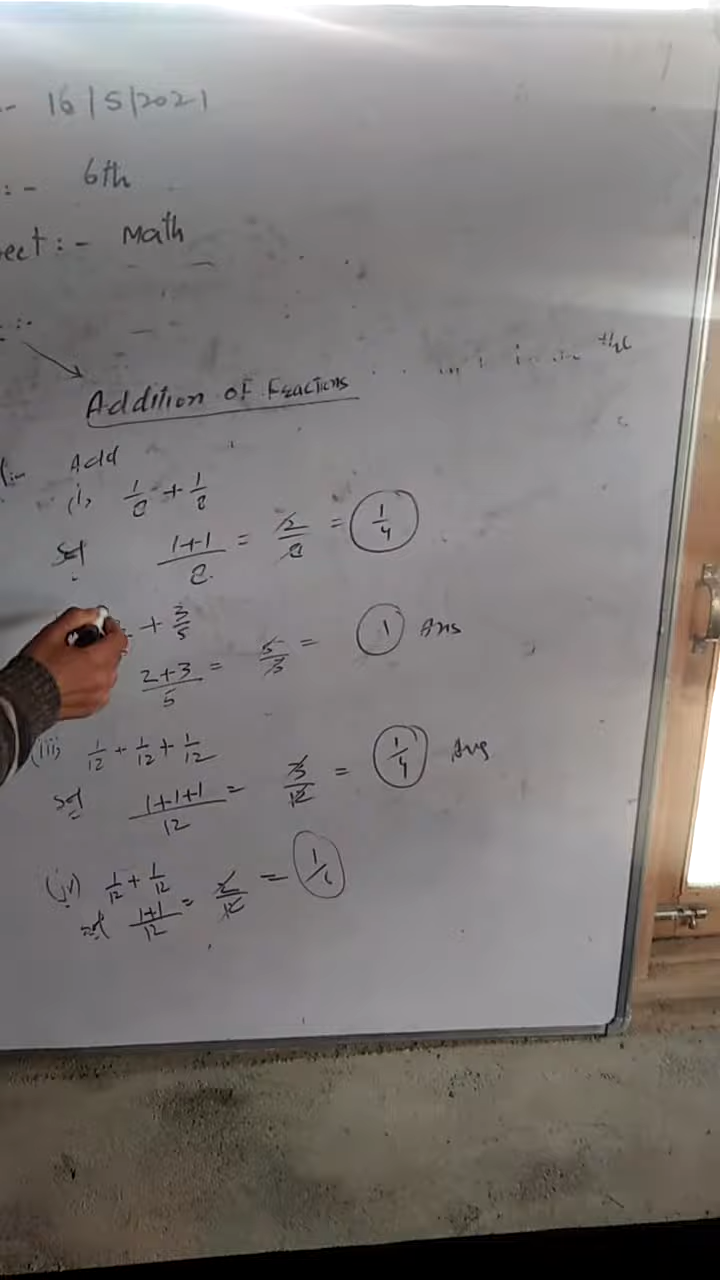 :- 16/5/2021
:- 6th
ect :- Math
:-
Addition of Fractions
:- Add
(i) 1/8 + 1/8
Sol 1+1/8 = 2/8 = 1/4
+ 3/5
2+3/5 = 5/5 = 1 Ans
(iii) 1/12 + 1/12 + 1/12
Sol 1+1+1/12 = 3/12 = 1/4 Ans
(iv) 1/12 + 1/12
Sol 1+1/12 = 2/12 = 1/6